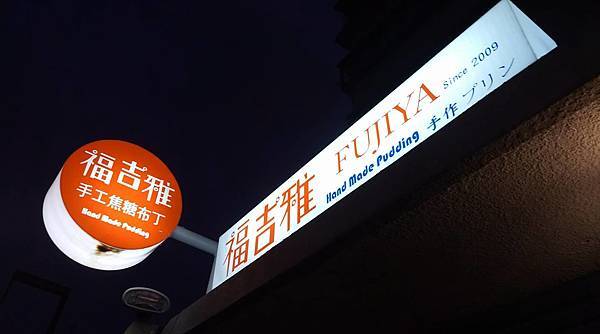 福吉雅
手工焦糖布丁
Hand Made Pudding
福吉雅
FUJIYA
Since 2009
Hand Made Pudding
手作プリン